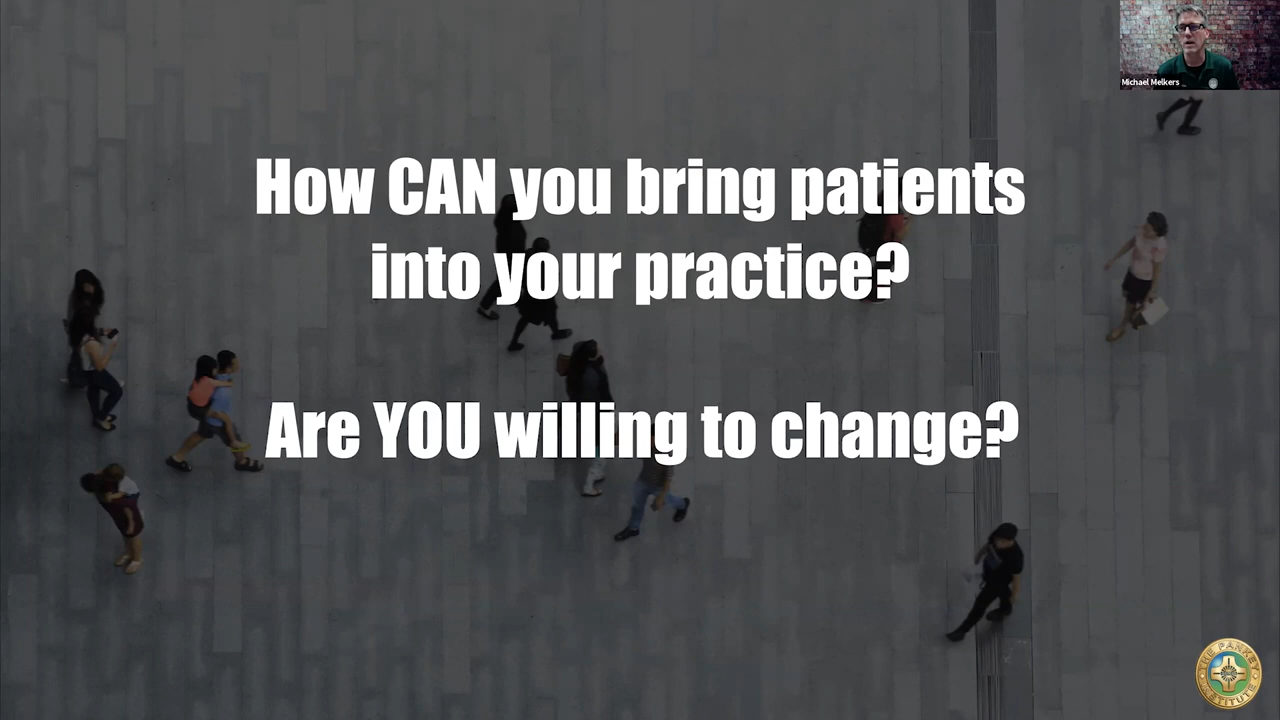 Michael Melkers
How CAN you bring patients
into your practice?
Are YOU willing to change?
THE PANKEY
INSTITUTE